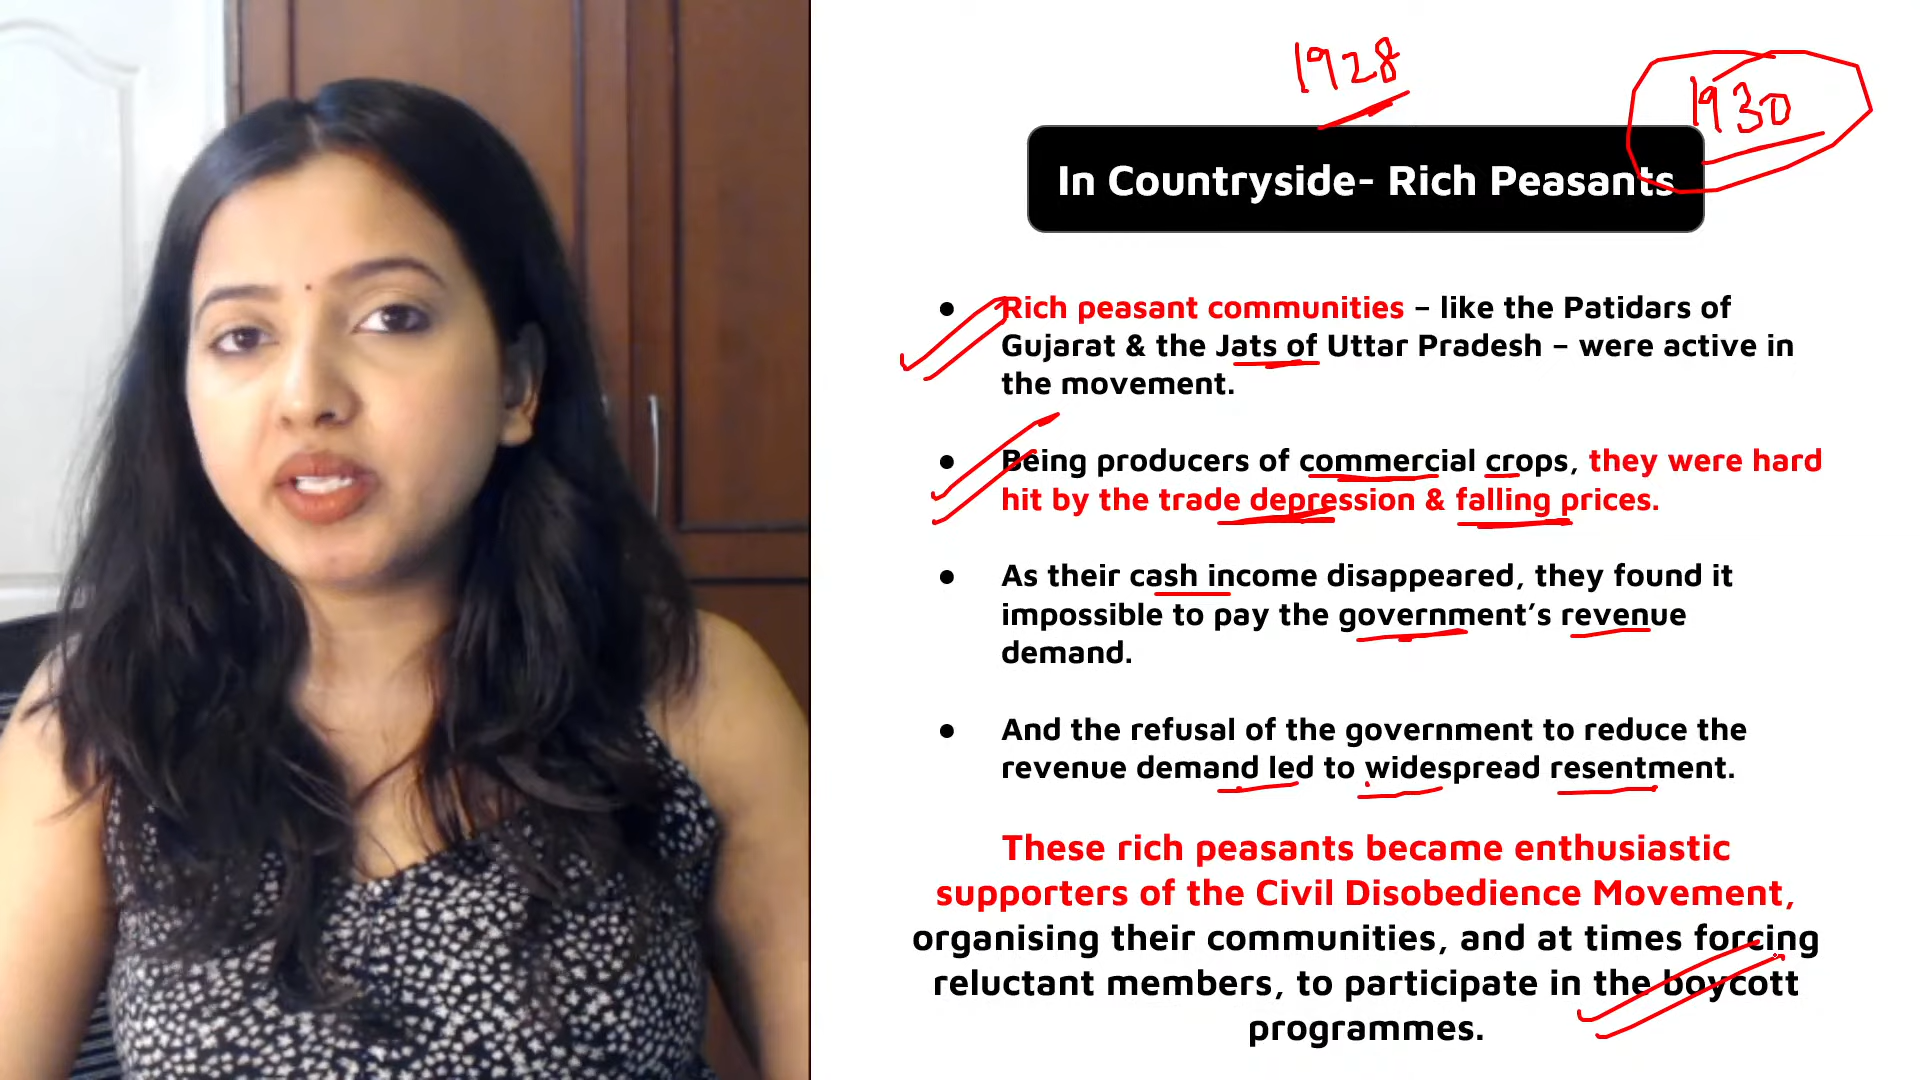 1928
1930
In Countryside- Rich Peasants
● Rich peasant communities – like the Patidars of
Gujarat & the Jats of Uttar Pradesh – were active in
the movement.
● Being producers of commercial crops, they were hard
hit by the trade depression & falling prices.
● As their cash income disappeared, they found it
impossible to pay the government’s revenue
demand.
● And the refusal of the government to reduce the
revenue demand led to widespread resentment.
These rich peasants became enthusiastic
supporters of the Civil Disobedience Movement,
organising their communities, and at times forcing
reluctant members, to participate in the boycott
programmes.